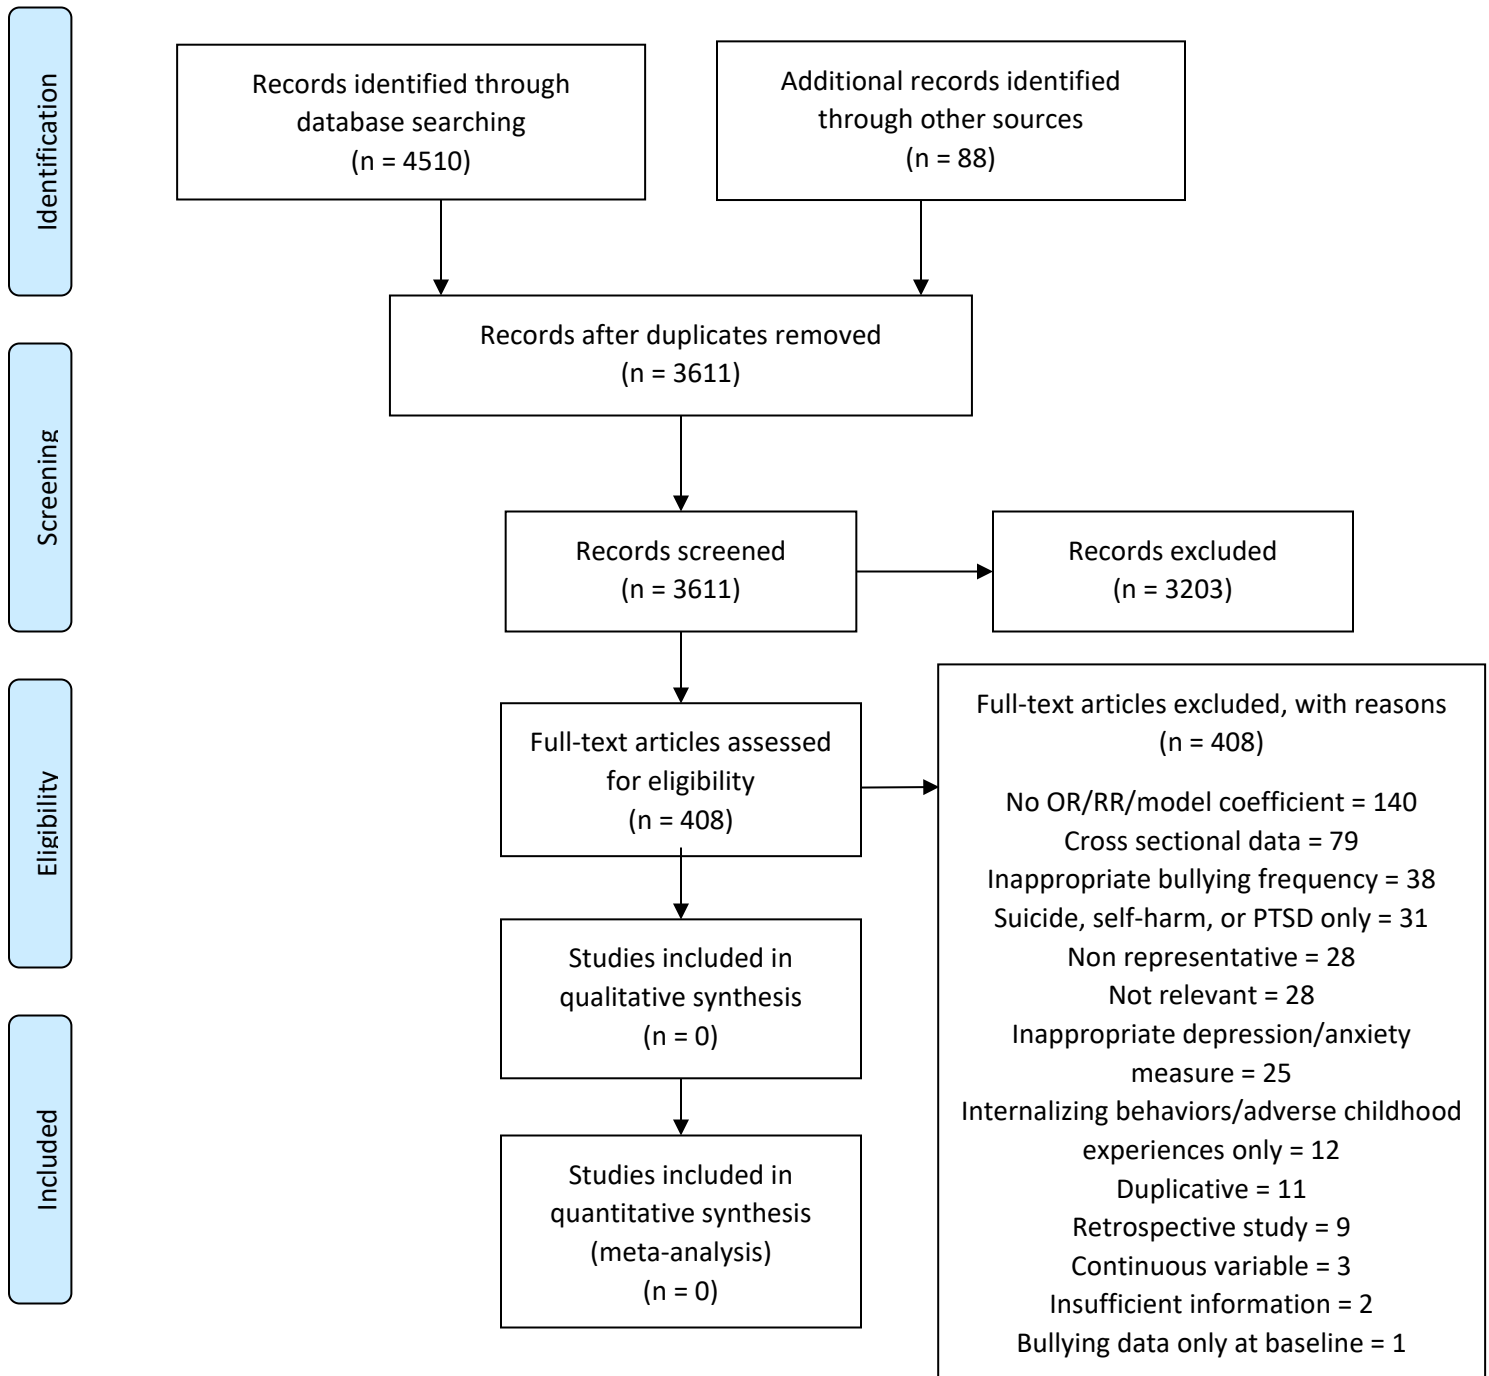 Identification
Records identified through
database searching
(n = 4510)
Additional records identified
through other sources
(n = 88)
Records after duplicates removed
(n = 3611)
Screening
Records screened
(n = 3611)
Records excluded
(n = 3203)
Eligibility
Full-text articles assessed
for eligibility
(n = 408)
Full-text articles excluded, with reasons
(n = 408)
No OR/RR/model coefficient = 140
Cross sectional data = 79
Inappropriate bullying frequency = 38
Suicide, self-harm, or PTSD only = 31
Non representative = 28
Not relevant = 28
Inappropriate depression/anxiety
measure = 25
Internalizing behaviors/adverse childhood
experiences only = 12
Duplicative = 11
Retrospective study = 9
Continuous variable = 3
Insufficient information = 2
Bullying data only at baseline = 1
Studies included in
qualitative synthesis
(n = 0)
Included
Studies included in
quantitative synthesis
(meta-analysis)
(n = 0)